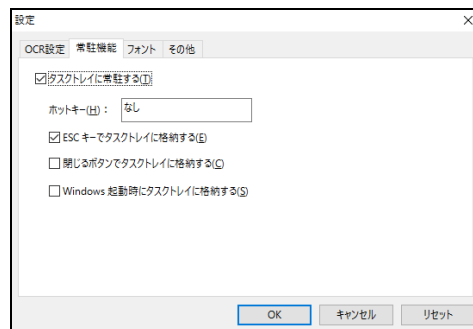 設定
OCR設定 常駐機能 フォント その他
タスクトレイに常駐する(T)
ホットキー(H)： なし
ESC キーでタスクトレイに格納する(E)
閉じるボタンでタスクトレイに格納する(C)
Windows 起動時にタスクトレイに格納する(S)
OK キャンセル リセット